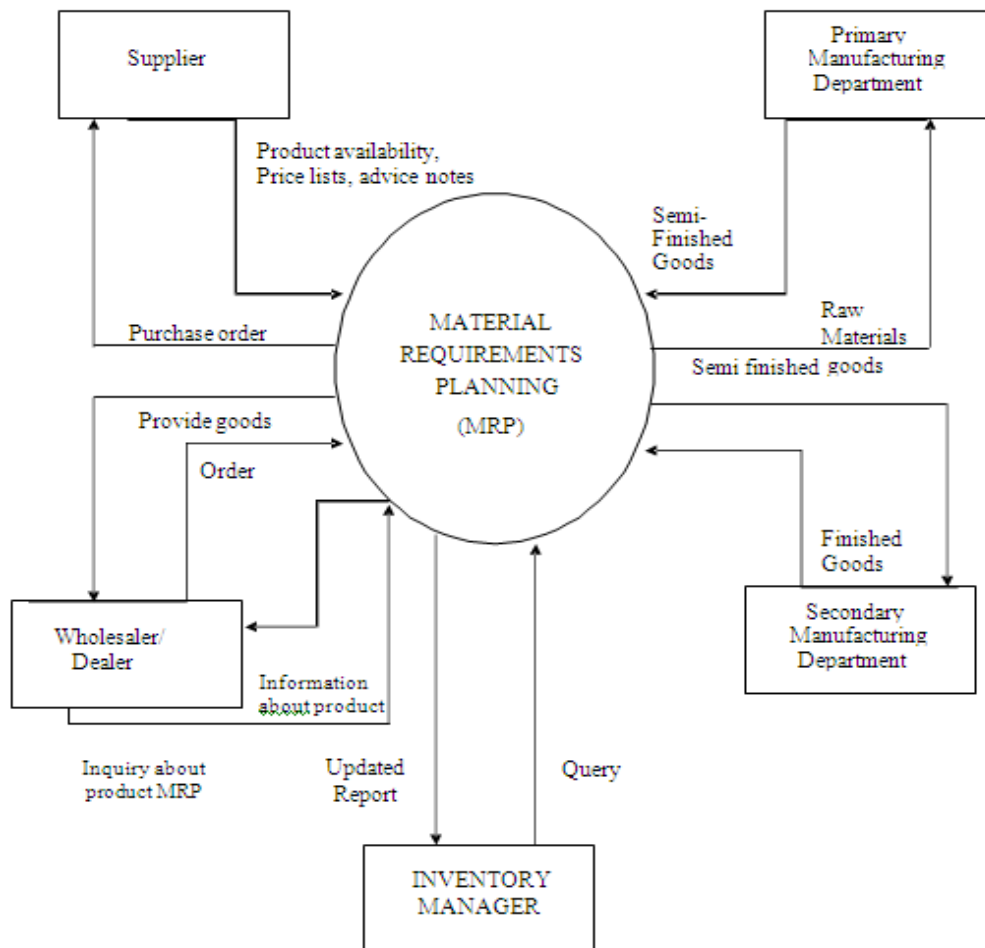 Supplier
Primary
Manufacturing
Department
Product availability,
Price lists, advice notes
Semi-
Finished
Goods
MATERIAL
REQUIREMENTS
PLANNING
(MRP)
Purchase order
Raw
Materials
Semi finished goods
Provide goods
Order
Finished
Goods
Wholesaler/
Dealer
Secondary
Manufacturing
Department
Information
about product
Inquiry about
product MRP
Updated
Report
Query
INVENTORY
MANAGER